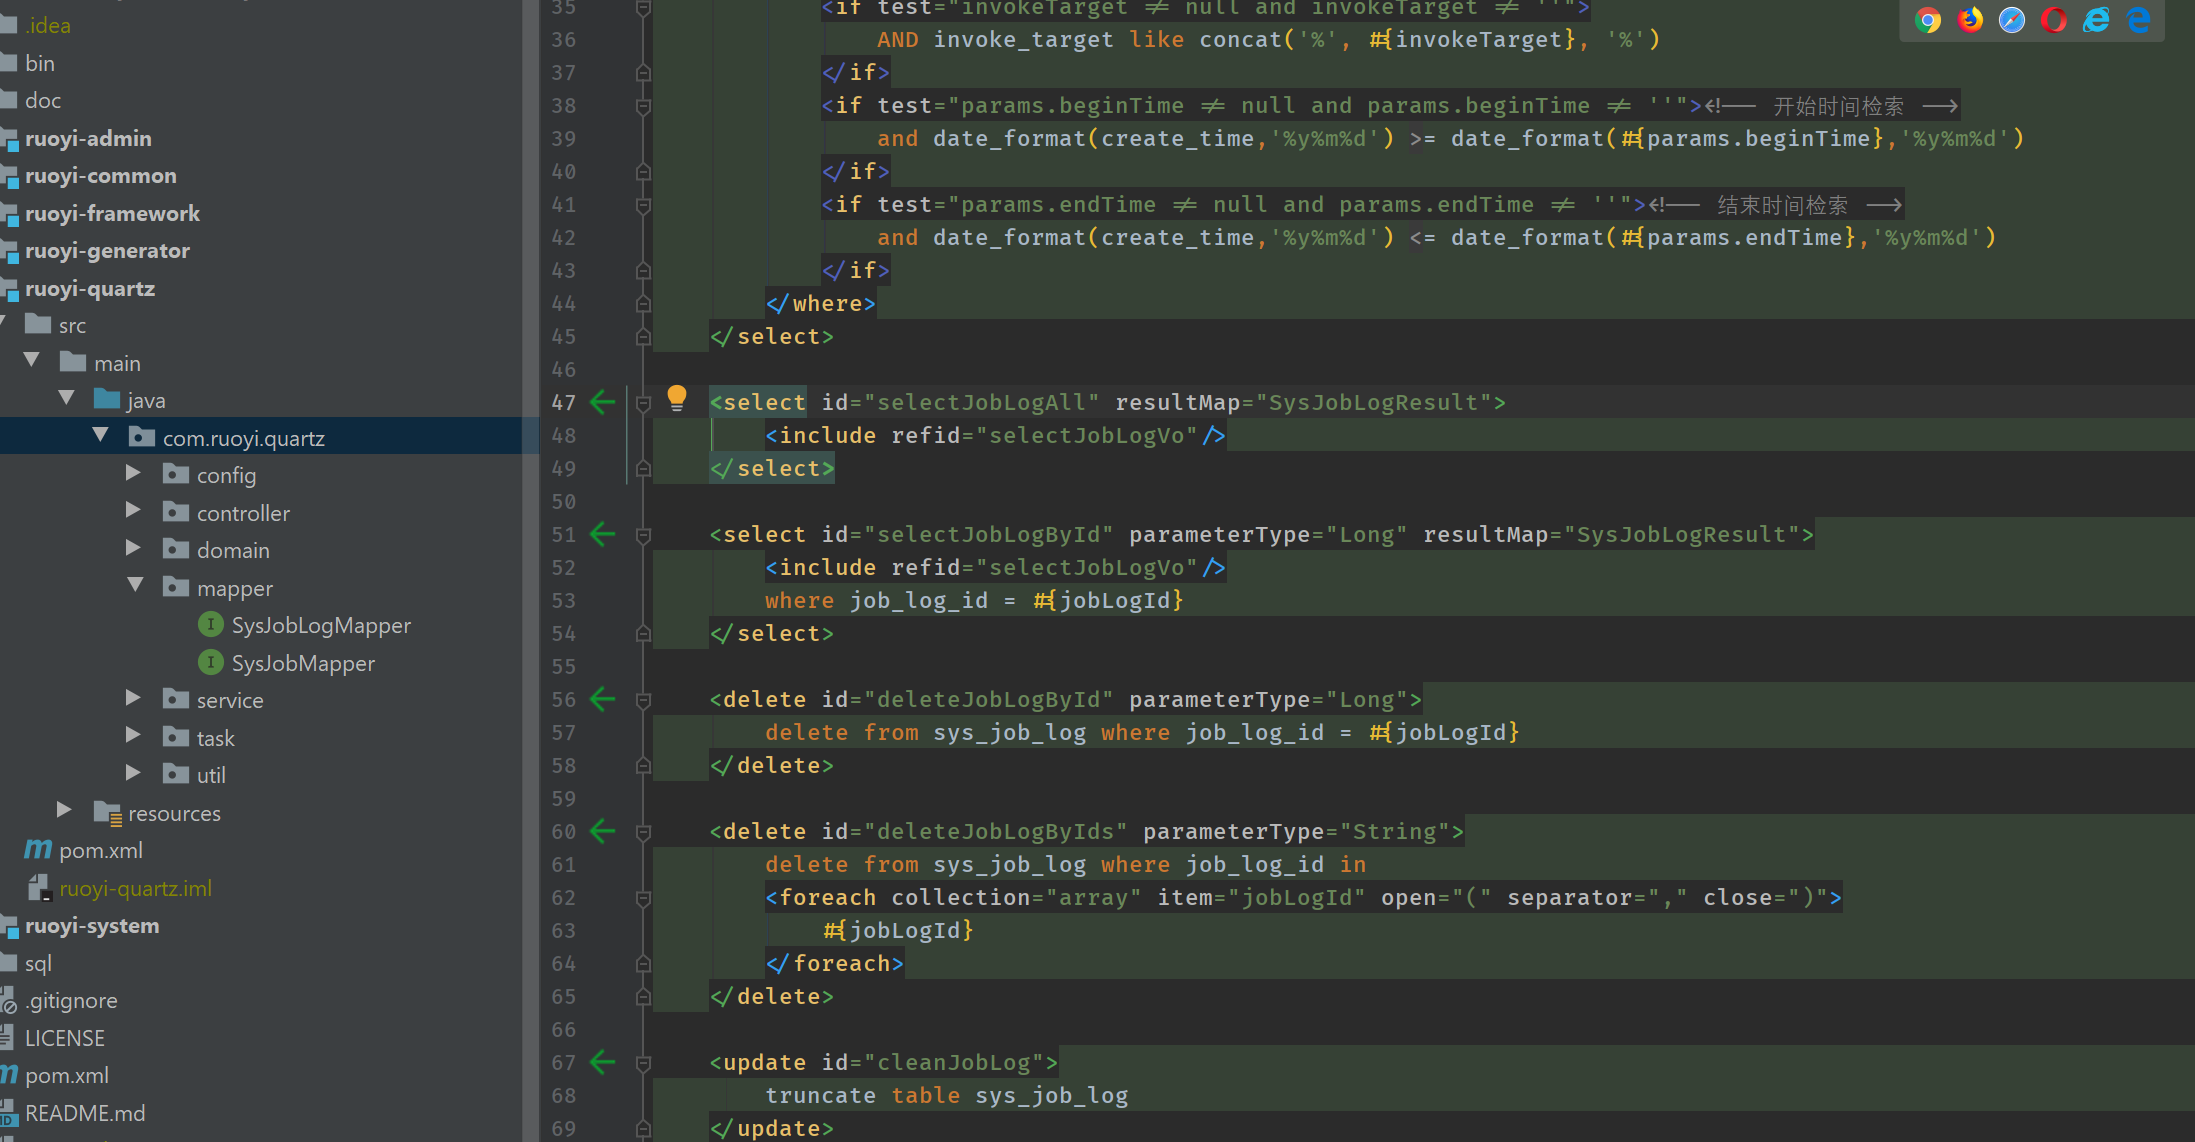 .idea
bin
doc
ruoyi-admin
ruoyi-common
ruoyi-framework
ruoyi-generator
ruoyi-quartz
src
main
java
com.ruoyi.quartz
config
controller
domain
mapper
SysJobLogMapper
SysJobMapper
service
task
util
resources
pom.xml
ruoyi-quartz.iml
ruoyi-system
sql
.gitignore
LICENSE
pom.xml
README.md
35 <if test="invokeTarget != null and invokeTarget != ''">
36 AND invoke_target like concat('%', #{invokeTarget}, '%')
37 </if>
38 <if test="params.beginTime != null and params.beginTime != ''"><!-- 开始时间检索 -->
39 and date_format(create_time,'%y%m%d') >= date_format(#{params.beginTime},'%y%m%d')
40 </if>
41 <if test="params.endTime != null and params.endTime != ''"><!-- 结束时间检索 -->
42 and date_format(create_time,'%y%m%d') <= date_format(#{params.endTime},'%y%m%d')
43 </if>
44 </where>
45 </select>
46
47 <select id="selectJobLogAll" resultMap="SysJobLogResult">
48 <include refid="selectJobLogVo"/>
49 </select>
50
51 <select id="selectJobLogById" parameterType="Long" resultMap="SysJobLogResult">
52 <include refid="selectJobLogVo"/>
53 where job_log_id = #{jobLogId}
54 </select>
55
56 <delete id="deleteJobLogById" parameterType="Long">
57 delete from sys_job_log where job_log_id = #{jobLogId}
58 </delete>
59
60 <delete id="deleteJobLogByIds" parameterType="String">
61 delete from sys_job_log where job_log_id in
62 <foreach collection="array" item="jobLogId" open="(" separator="," close=")">
63 #{jobLogId}
64 </foreach>
65 </delete>
66
67 <update id="cleanJobLog">
68 truncate table sys_job_log
69 </update>